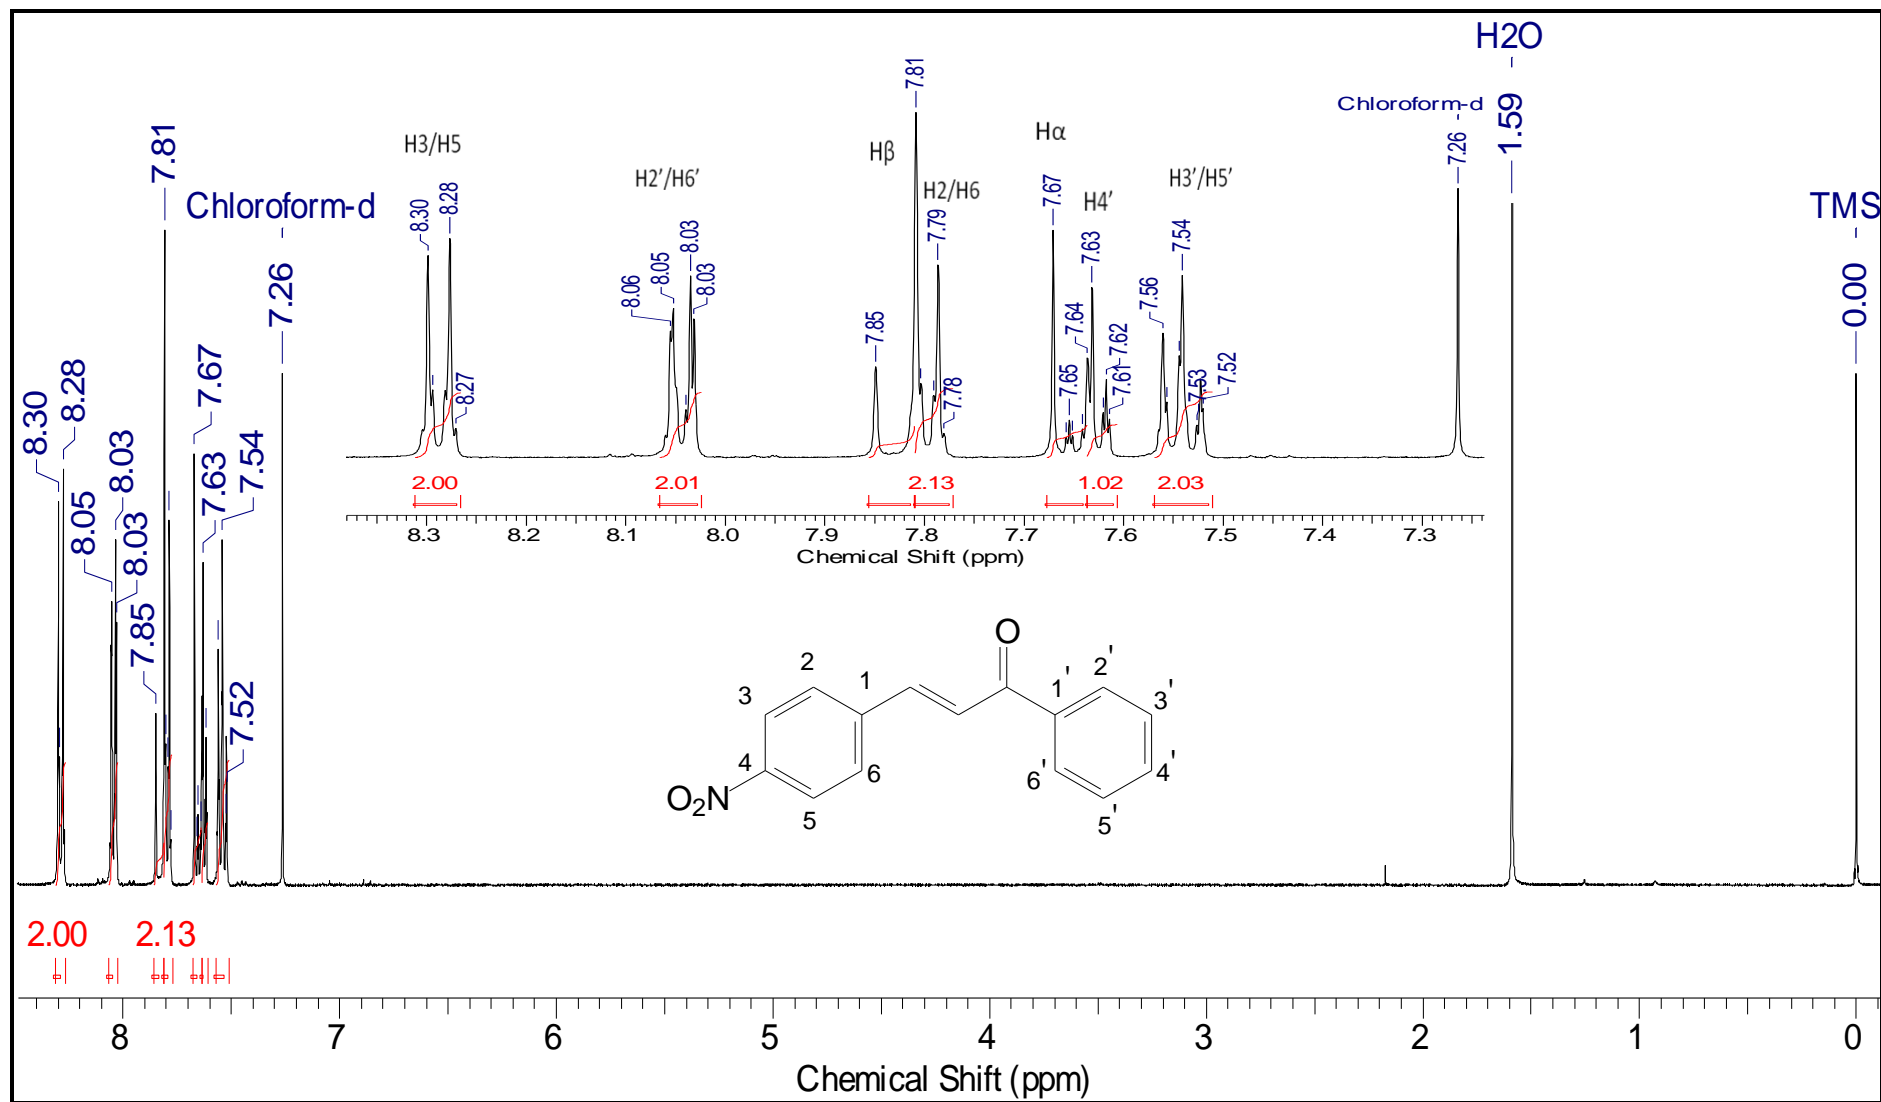 H2O
1.59
Chloroform-d
7.26
TMS
0.00
7.81
Chloroform-d
7.26
8.30
8.28
8.05
8.03
8.03
7.85
7.67
7.63
7.54
7.52
H3/H5
8.30
8.28
8.27
H2'/H6'
8.06
8.05
8.03
8.03
Hβ
7.85
7.81
H2/H6
7.79
7.78
Hα
7.67
7.65
7.64
H4'
7.63
7.62
7.61
H3'/H5'
7.56
7.54
7.53
7.52
2.00 2.01 2.13 1.02 2.03
8.3 8.2 8.1 8.0 7.9 7.8 7.7 7.6 7.5 7.4 7.3
Chemical Shift (ppm)
O
2 1 1' 2'
3 3'
4 6 6' 4'
O2N 5 5'
2.00 2.13
8 7 6 5 4 3 2 1 0
Chemical Shift (ppm)